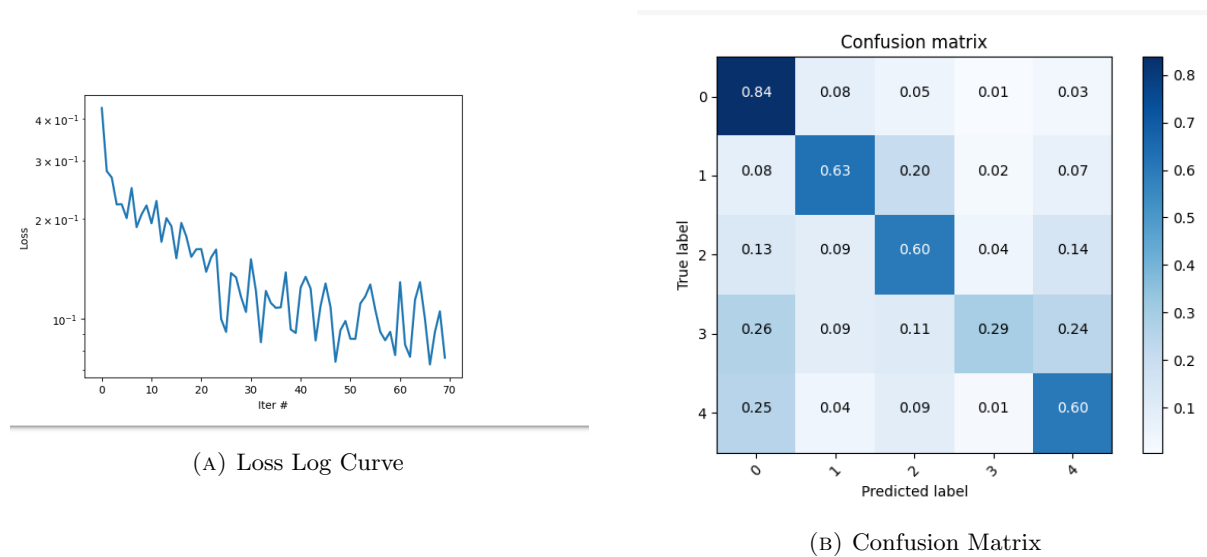 4 × 10⁻¹
3 × 10⁻¹
2 × 10⁻¹
10⁻¹
Loss
0 10 20 30 40 50 60 70
Iter #
(A) Loss Log Curve
Confusion matrix
0 0.84 0.08 0.05 0.01 0.03
1 0.08 0.63 0.20 0.02 0.07
2 0.13 0.09 0.60 0.04 0.14
3 0.26 0.09 0.11 0.29 0.24
4 0.25 0.04 0.09 0.01 0.60
True label
0 1 2 3 4
Predicted label
0.8
0.7
0.6
0.5
0.4
0.3
0.2
0.1
(B) Confusion Matrix